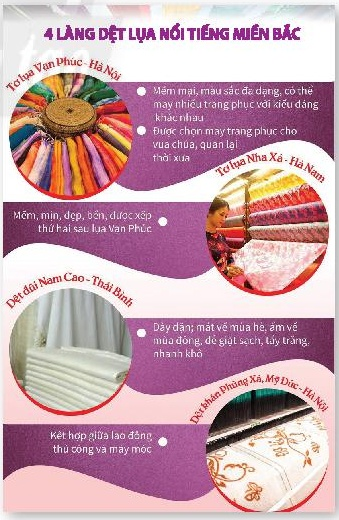 4 LÀNG DỆT LỤA NỔI TIẾNG MIỀN BẮC
Tơ lụa Vạn Phúc - Hà Nội
Mềm mại, màu sắc đa dạng, có thể
may nhiều trang phục với kiểu dáng
khác nhau
Được chọn may trang phục cho
vua chúa, quan lại
thời xưa
Tơ lụa Nha Xá - Hà Nam
Mềm, mịn, đẹp, bền, được xếp
thứ hai sau lụa Vạn Phúc
Dệt đũi Nam Cao - Thái Bình
Dày dặn; mát về mùa hè, ấm về
mùa đông, dễ giặt sạch, tẩy trắng,
nhanh khô
Dệt khăn Phùng Xá, Mỹ Đức - Hà Nội
Kết hợp giữa lao động
thủ công và máy móc